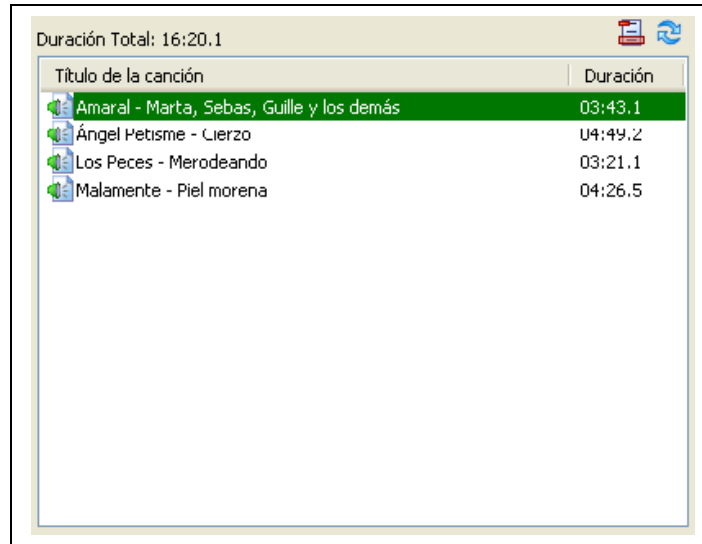 Duración Total: 16:20.1
Título de la canción Duración
Amaral - Marta, Sebas, Guille y los demás 03:43.1
Ángel Petisme - Cierzo 04:49.2
Los Peces - Merodeando 03:21.1
Malamente - Piel morena 04:26.5